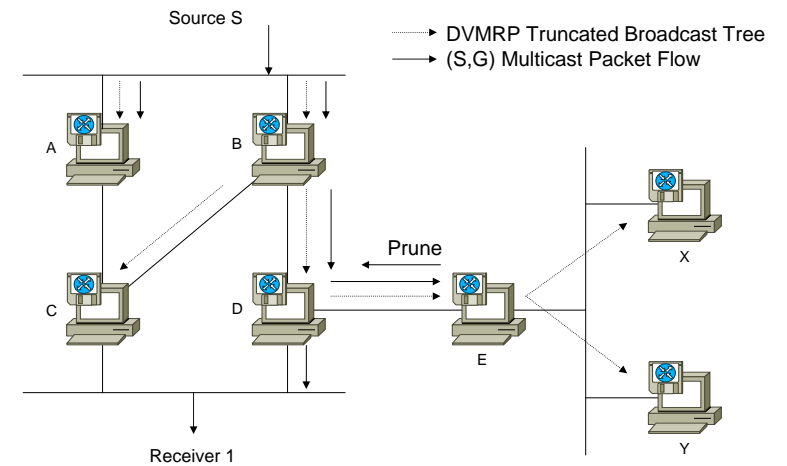 Source S
DVMRP Truncated Broadcast Tree
(S,G) Multicast Packet Flow
A
B
X
Prune
C
D
E
Y
Receiver 1